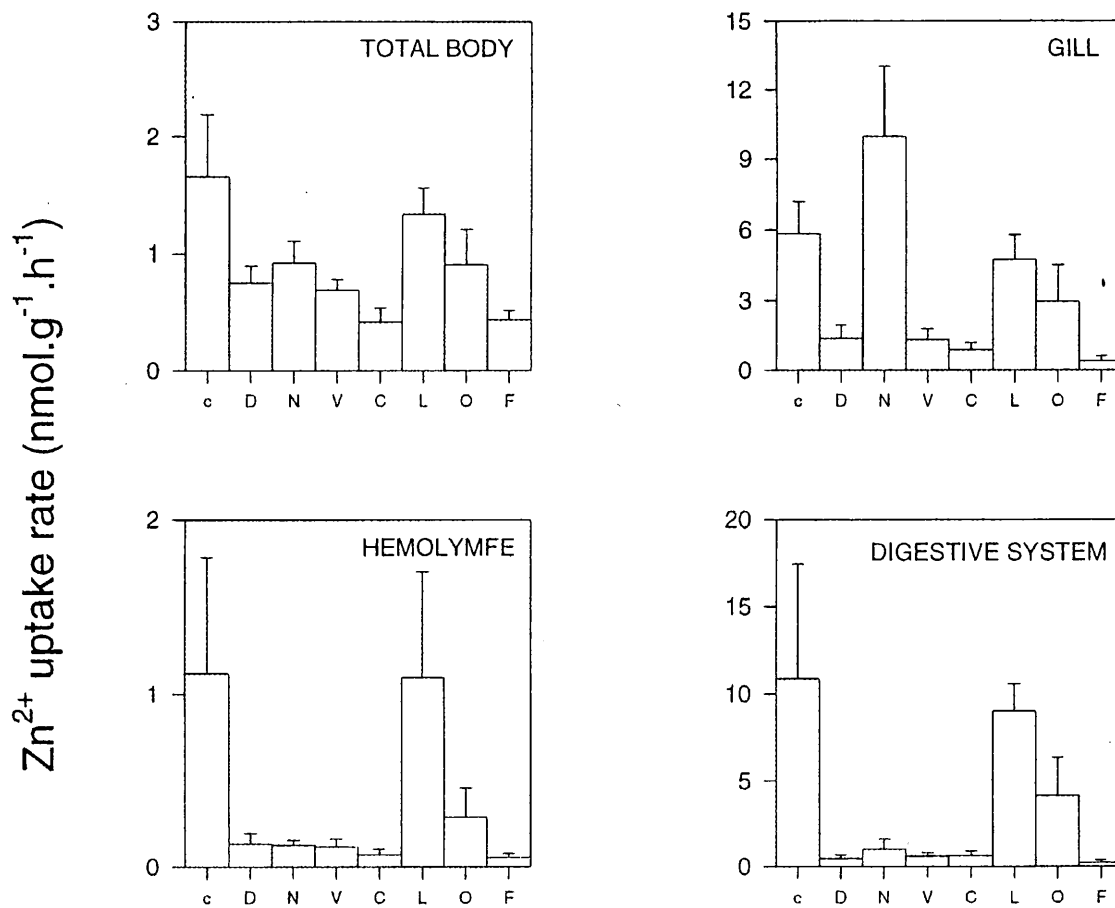 Zn²⁺ uptake rate (nmol.g⁻¹.h⁻¹)
TOTAL BODY
3
2
1
0
c D N V C L O F
GILL
15
12
9
6
3
0
c D N V C L O F
HEMOLYMFE
2
1
0
c D N V C L O F
DIGESTIVE SYSTEM
20
15
10
5
0
c D N V C L O F